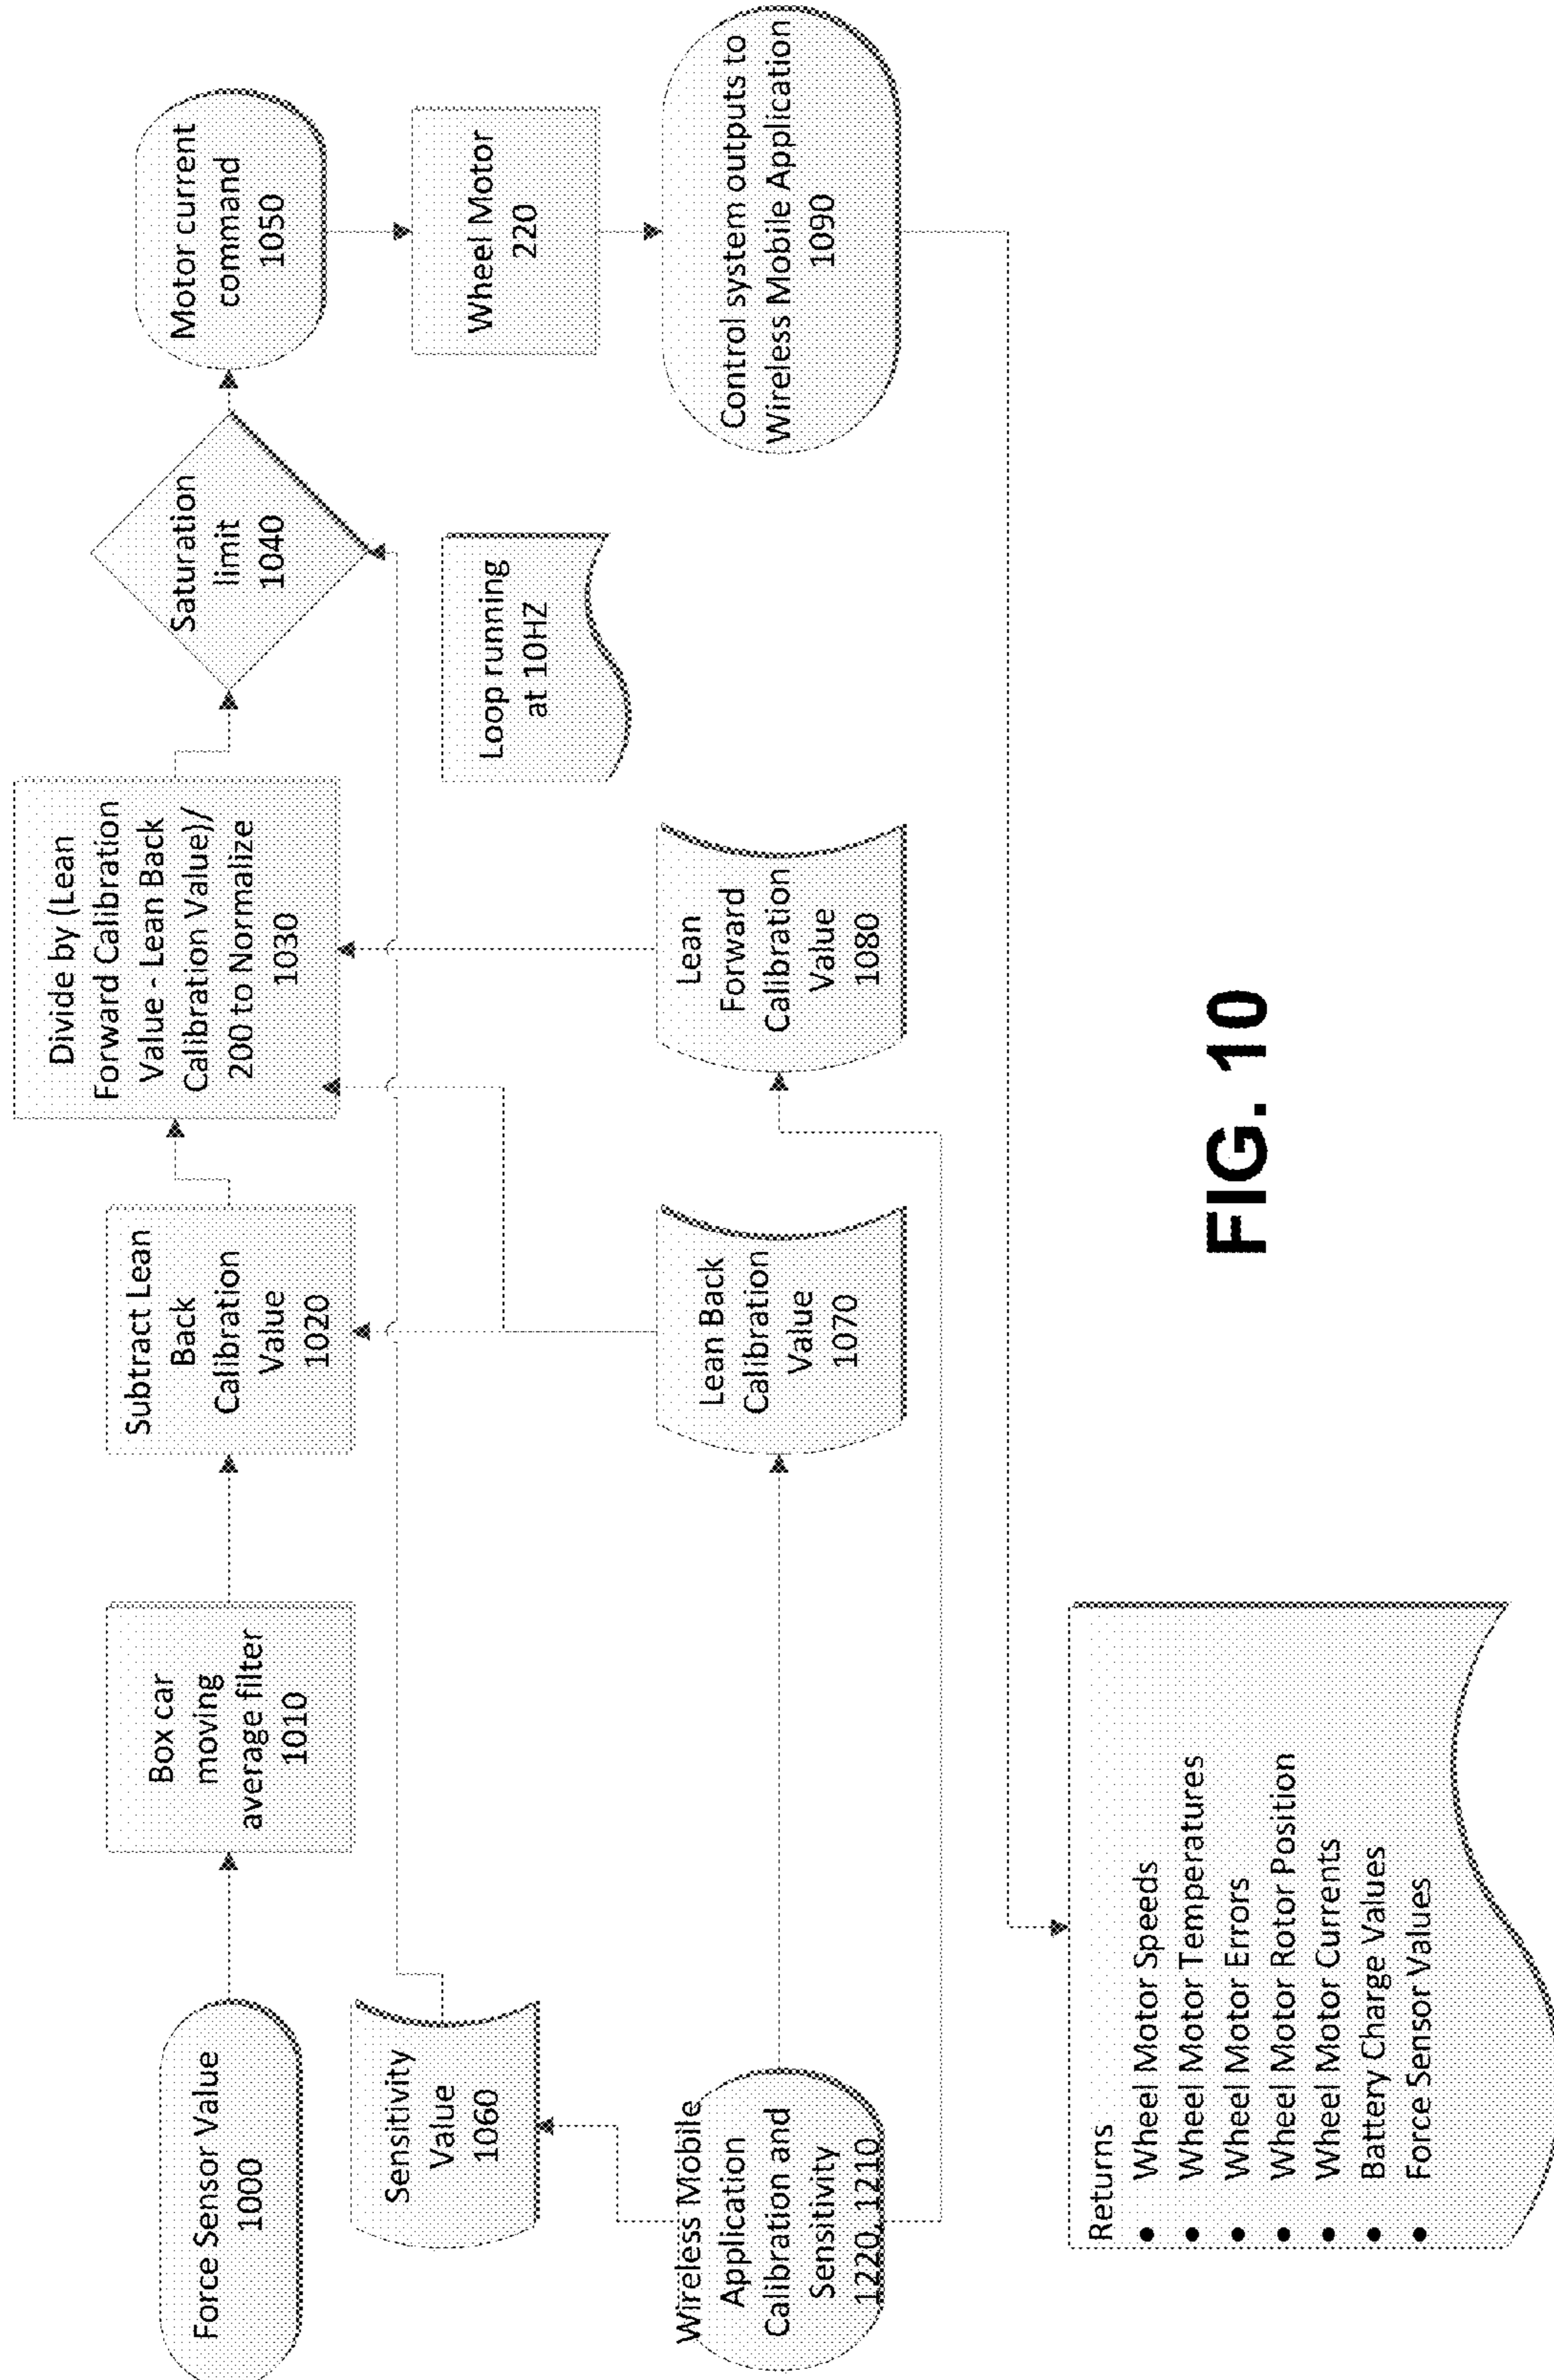 Force Sensor Value
1000
Box car
moving
average filter
1010
Subtract Lean
Back
Calibration
Value
1020
Divide by (Lean
Forward Calibration
Value - Lean Back
Calibration Value)/
200 to Normalize
1030
Saturation
limit
1040
Motor current
command
1050
Sensitivity
Value
1060
Loop running
at 10HZ
Wheel Motor
220
Wireless Mobile
Application
Calibration and
Sensitivity
1220, 1210
Lean Back
Calibration
Value
1070
Lean
Forward
Calibration
Value
1080
Control system outputs to
Wireless Mobile Application
1090
Returns
• Wheel Motor Speeds
• Wheel Motor Temperatures
• Wheel Motor Errors
• Wheel Motor Rotor Position
• Wheel Motor Currents
• Battery Charge Values
• Force Sensor Values
FIG. 10